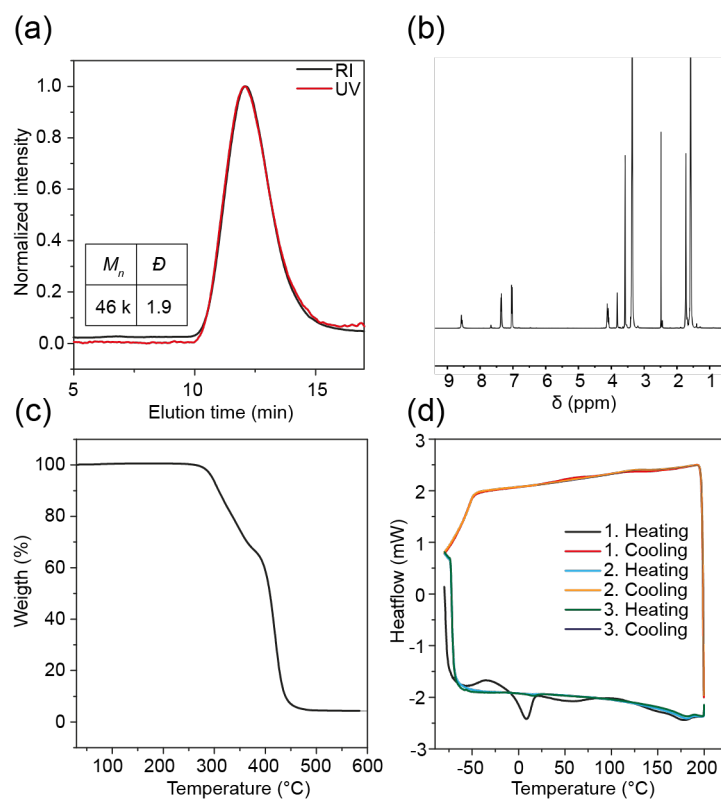 (a)
RI
UV
Normalized intensity
1.0
0.8
0.6
0.4
0.2
0.0
Mn Đ
46 k 1.9
5 10 15
Elution time (min)
(b)
9 8 7 6 5 4 3 2 1
δ (ppm)
(c)
Weigth (%)
100
80
60
40
20
0
100 200 300 400 500 600
Temperature (°C)
(d)
Heatflow (mW)
3
2
1
0
-1
-2
-3
1. Heating
1. Cooling
2. Heating
2. Cooling
3. Heating
3. Cooling
-50 0 50 100 150 200
Temperature (°C)